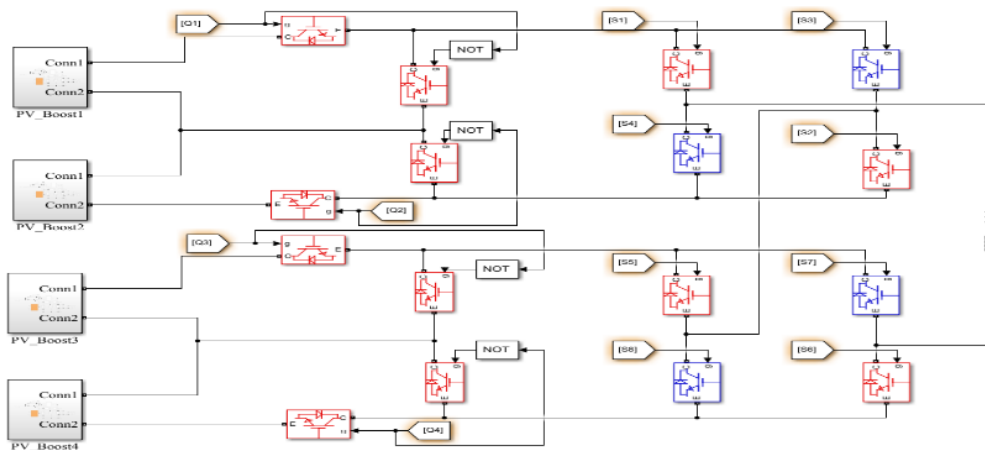 [Q1]
[S1]
[S3]
Conn1
Conn2
PV_Boost1
NOT
C
E
g
[S4]
NOT
[S2]
Conn1
Conn2
PV_Boost2
E
C
g
[Q2]
[Q3]
g
C
E
NOT
[S5]
[S7]
Conn1
Conn2
PV_Boost3
NOT
[S8]
[S6]
Conn1
Conn2
PV_Boost4
E
C
[Q4]